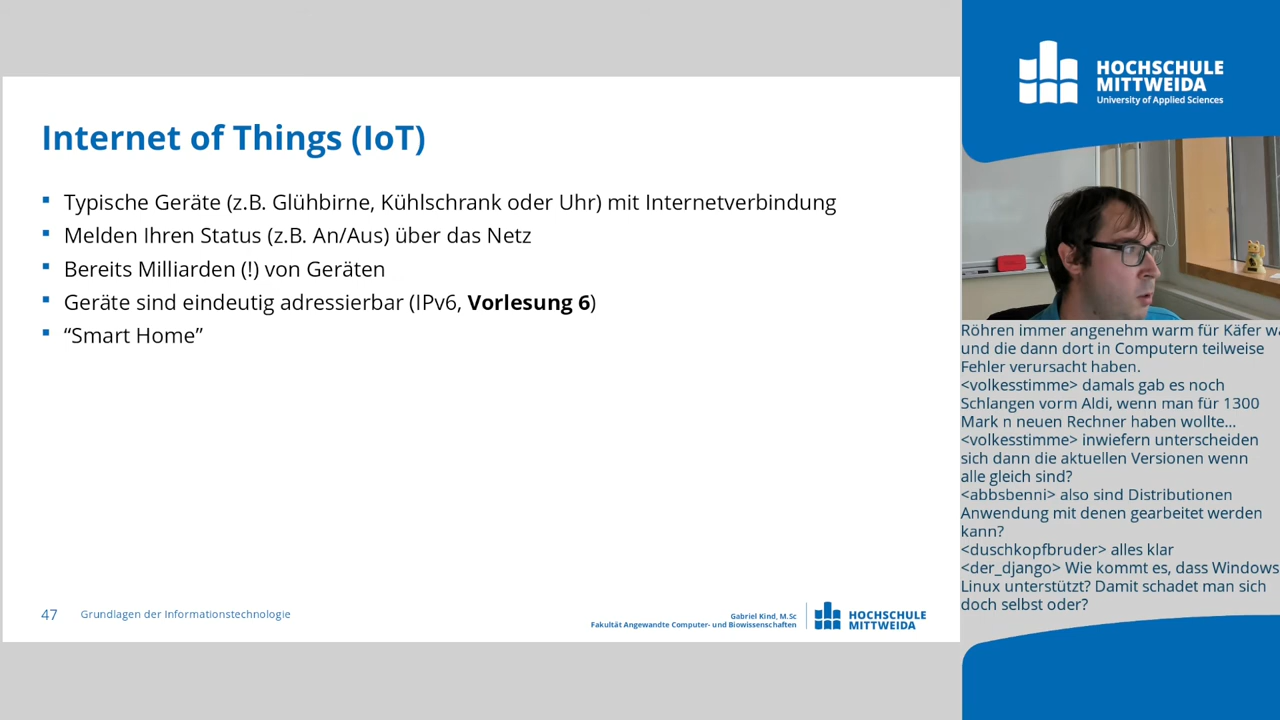 Internet of Things (IoT)
Typische Geräte (z.B. Glühbirne, Kühlschrank oder Uhr) mit Internetverbindung
Melden Ihren Status (z.B. An/Aus) über das Netz
Bereits Milliarden (!) von Geräten
Geräte sind eindeutig adressierbar (IPv6, Vorlesung 6)
“Smart Home”
47
Grundlagen der Informationstechnologie
Gabriel Kind, M.Sc
Fakultät Angewandte Computer- und Biowissenschaften
HOCHSCHULE
MITTWEIDA
HOCHSCHULE
MITTWEIDA
University of Applied Sciences
Röhren immer angenehm warm für Käfer wa
und die dann dort in Computern teilweise
Fehler verursacht haben.
<volkesstimme> damals gab es noch
Schlangen vorm Aldi, wenn man für 1300
Mark n neuen Rechner haben wollte...
<volkesstimme> inwiefern unterscheiden
sich dann die aktuellen Versionen wenn
alle gleich sind?
<abbsbenni> also sind Distributionen
Anwendung mit denen gearbeitet werden
kann?
<duschkopfbruder> alles klar
<der_django> Wie kommt es, dass Windows
Linux unterstützt? Damit schadet man sich
doch selbst oder?